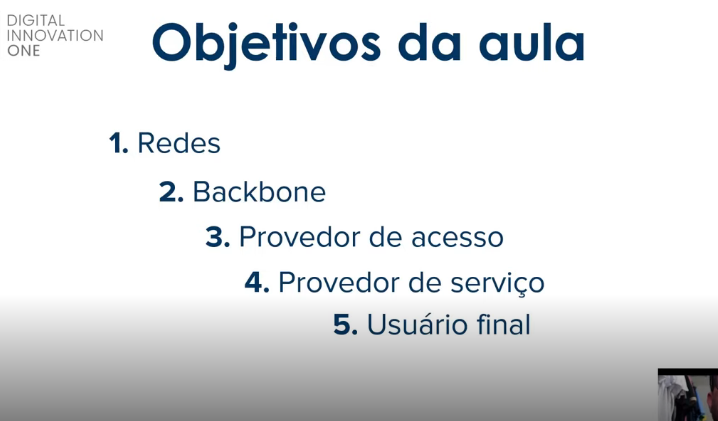 DIGITAL
INNOVATION
ONE
Objetivos da aula
1. Redes
2. Backbone
3. Provedor de acesso
4. Provedor de serviço
5. Usuário final